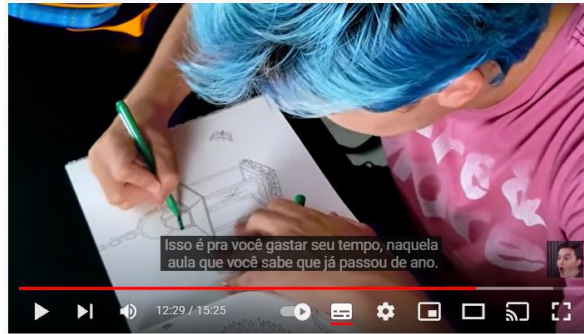 Isso é pra você gastar seu tempo, naquela
aula que você sabe que já passou de ano.
12:29 / 15:25